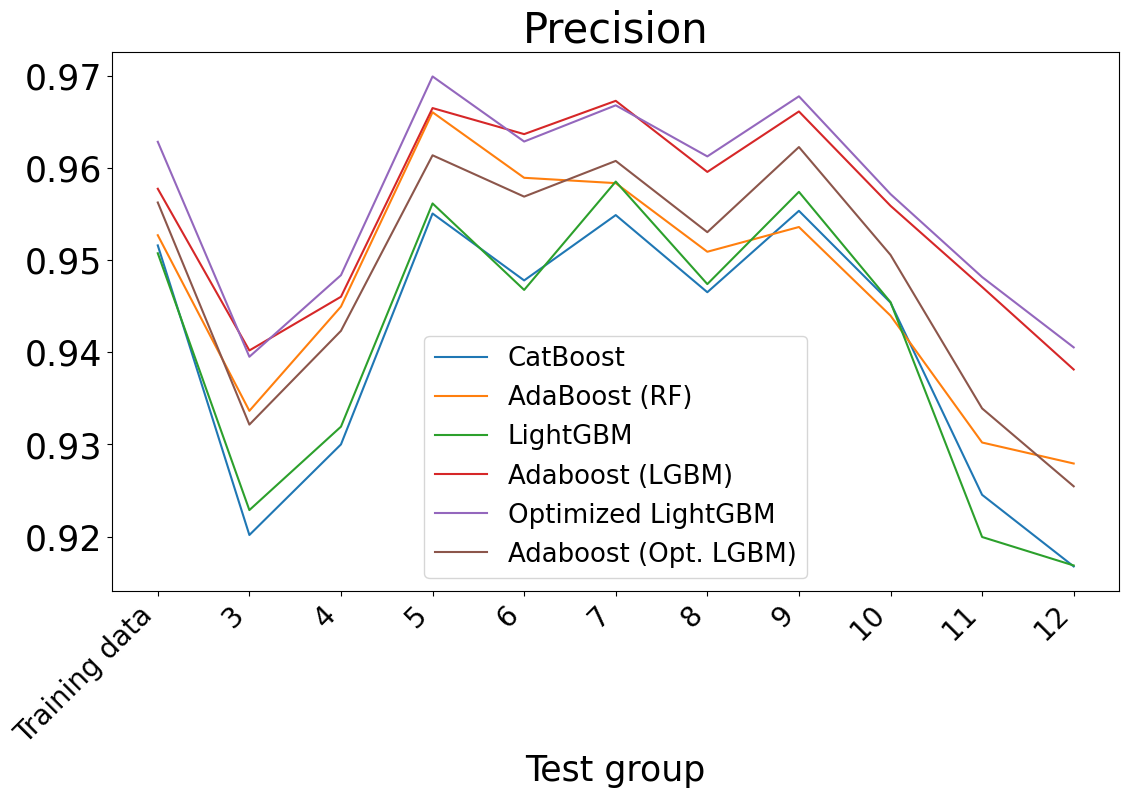 Precision
0.97
0.96
0.95
0.94
0.93
0.92
CatBoost
AdaBoost (RF)
LightGBM
Adaboost (LGBM)
Optimized LightGBM
Adaboost (Opt. LGBM)
Training data 3 4 5 6 7 8 9 10 11 12
Test group